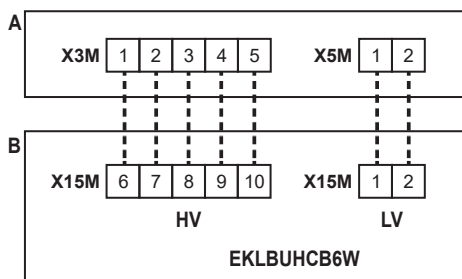 A
X3M 1 2 3 4 5 X5M 1 2
B
X15M 6 7 8 9 10 X15M 1 2
HV LV
EKLBUHCB6W